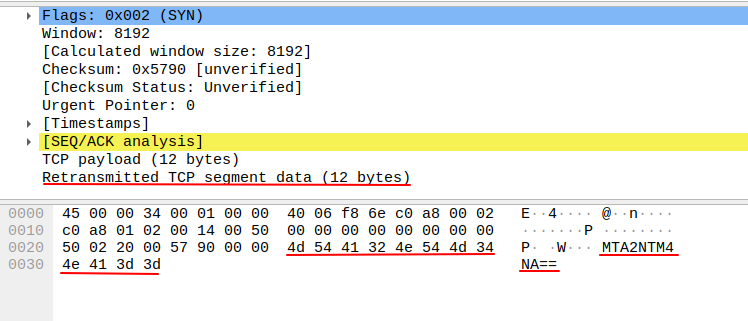 Flags: 0x002 (SYN)
Window: 8192
[Calculated window size: 8192]
Checksum: 0x5790 [unverified]
[Checksum Status: Unverified]
Urgent Pointer: 0
[Timestamps]
[SEQ/ACK analysis]
TCP payload (12 bytes)
Retransmitted TCP segment data (12 bytes)
0000 45 00 00 34 00 01 00 00 40 06 f8 6e c0 a8 00 02 E··4···· @··n····
0010 c0 a8 01 02 00 14 00 50 00 00 00 00 00 00 00 00 ·······P ········
0020 50 02 20 00 57 90 00 00 4d 54 41 32 4e 54 4d 34 P· ·W··· MTA2NTM4
0030 4e 41 3d 3d NA==